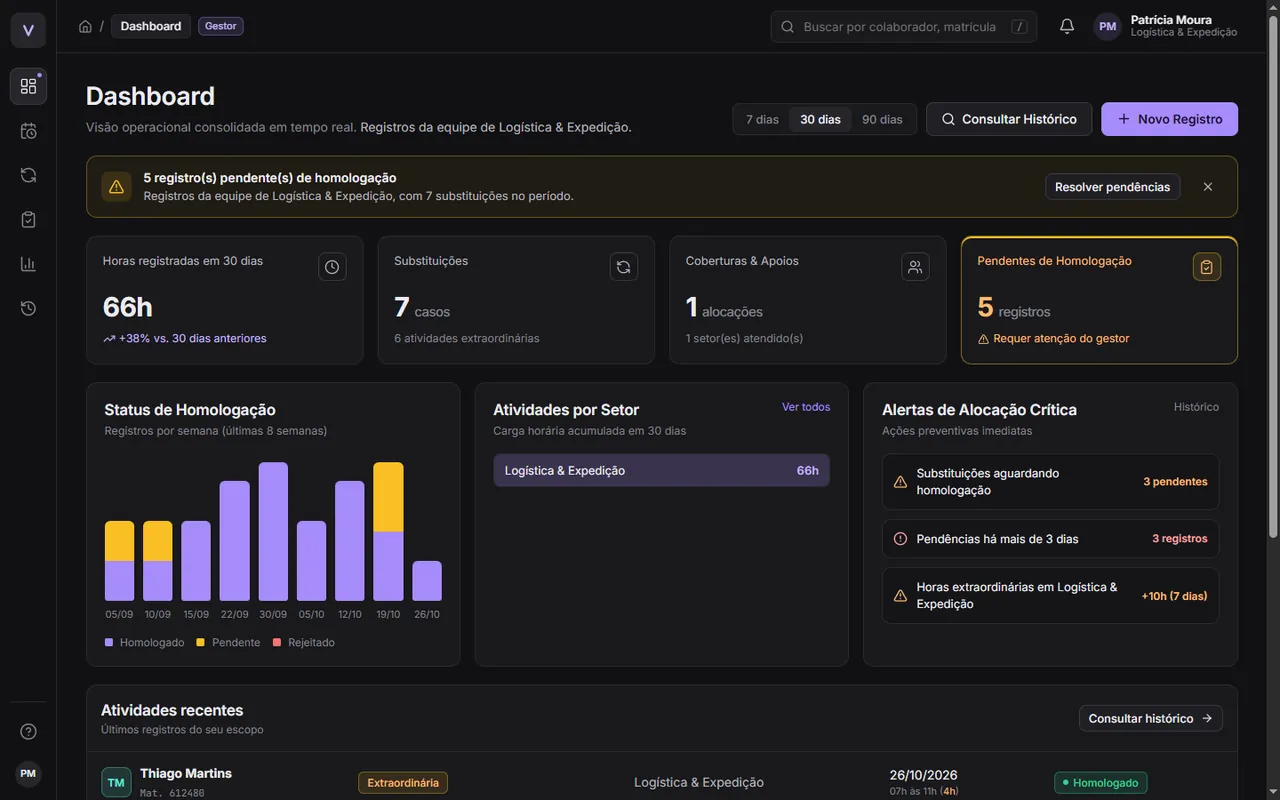 V
/
Dashboard
Gestor
Buscar por colaborador, matrícula
/
PM
Patrícia Moura
Logística & Expedição
Dashboard
Visão operacional consolidada em tempo real. Registros da equipe de Logística & Expedição.
7 dias
30 dias
90 dias
Consultar Histórico
+ Novo Registro
5 registro(s) pendente(s) de homologação
Registros da equipe de Logística & Expedição, com 7 substituições no período.
Resolver pendências
Horas registradas em 30 dias
66h
+38% vs. 30 dias anteriores
Substituições
7 casos
6 atividades extraordinárias
Coberturas & Apoios
1 alocações
1 setor(es) atendido(s)
Pendentes de Homologação
5 registros
Requer atenção do gestor
Status de Homologação
Registros por semana (últimas 8 semanas)
05/09 10/09 15/09 22/09 30/09 05/10 12/10 19/10 26/10
Homologado Pendente Rejeitado
Atividades por Setor
Ver todos
Carga horária acumulada em 30 dias
Logística & Expedição 66h
Alertas de Alocação Crítica
Histórico
Ações preventivas imediatas
Substituições aguardando
homologação
3 pendentes
Pendências há mais de 3 dias
3 registros
Horas extraordinárias em Logística &
Expedição
+10h (7 dias)
Atividades recentes
Últimos registros do seu escopo
Consultar histórico
TM
Thiago Martins
Mat. 612480
Extraordinária
Logística & Expedição
26/10/2026
07h às 11h (4h)
Homologado
?
PM